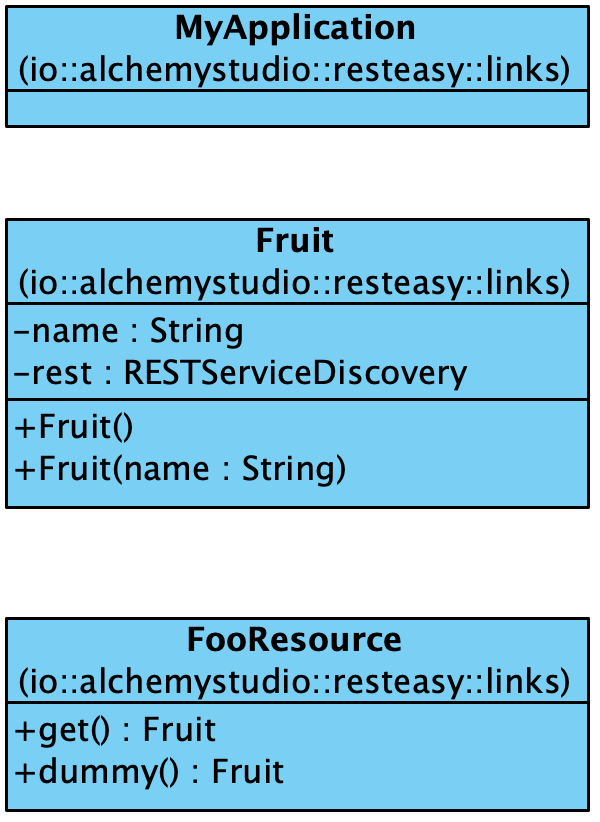 MyApplication
(io::alchemystudio::resteasy::links)
Fruit
(io::alchemystudio::resteasy::links)
-name : String
-rest : RESTServiceDiscovery
+Fruit()
+Fruit(name : String)
FooResource
(io::alchemystudio::resteasy::links)
+get() : Fruit
+dummy() : Fruit